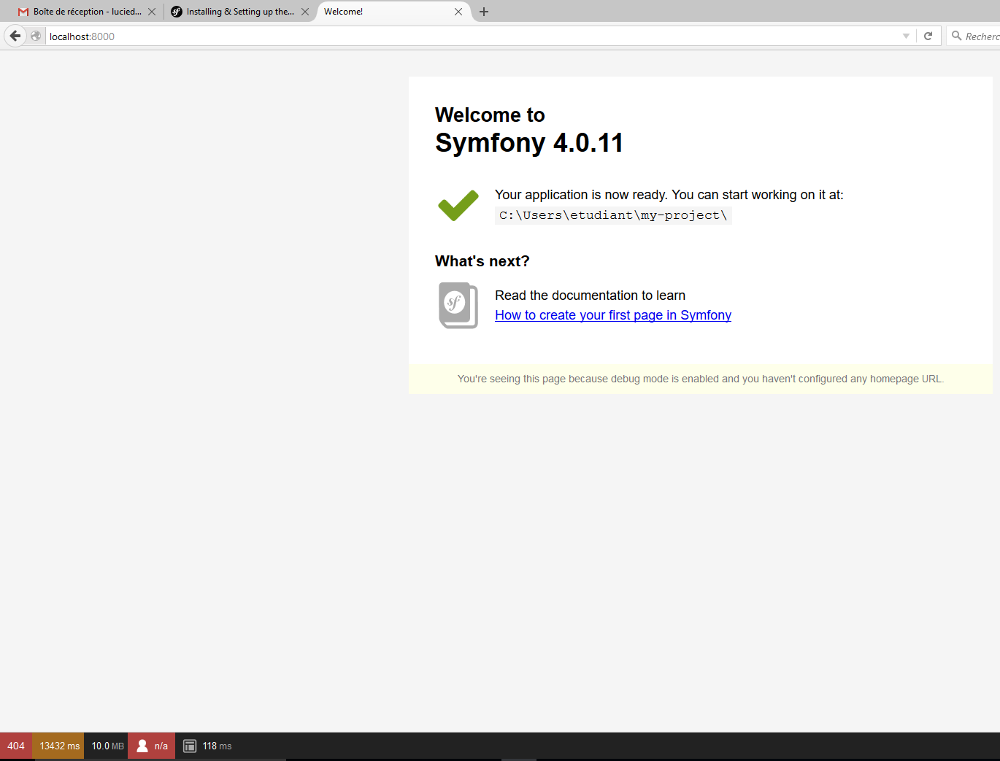 Boîte de réception - lucied...
Installing & Setting up the...
Welcome!
localhost:8000
Recherc
Welcome to
Symfony 4.0.11
Your application is now ready. You can start working on it at:
C:\Users\etudiant\my-project\
What's next?
sf
Read the documentation to learn
How to create your first page in Symfony
You're seeing this page because debug mode is enabled and you haven't configured any homepage URL.
404 13432 ms 10.0 MB n/a 118 ms